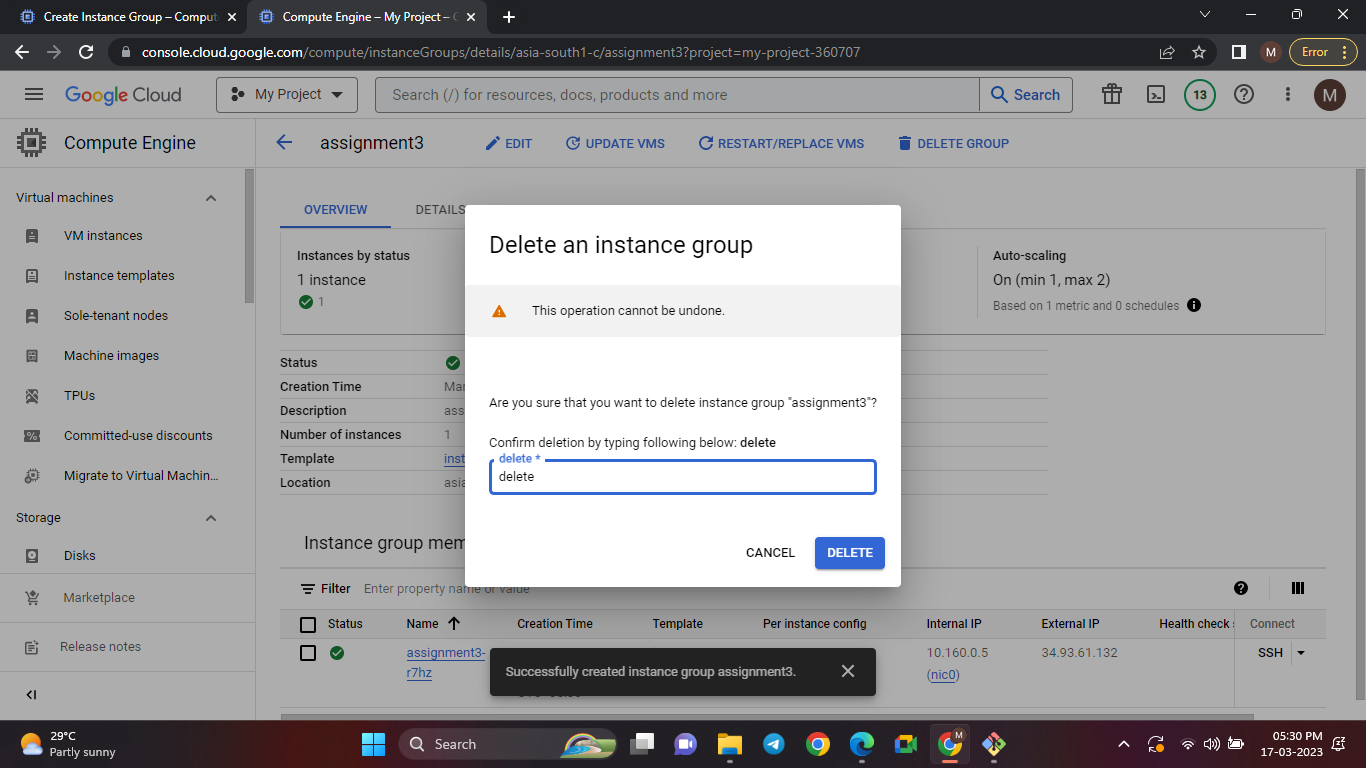 Create Instance Group – Comput
Compute Engine – My Project –
console.cloud.google.com/compute/instanceGroups/details/asia-south1-c/assignment3?project=my-project-360707
M
Error
Google Cloud
My Project
Search (/) for resources, docs, products and more
Search
13
M
Compute Engine
assignment3
EDIT
UPDATE VMS
RESTART/REPLACE VMS
DELETE GROUP
Virtual machines
VM instances
Instance templates
Sole-tenant nodes
Machine images
TPUs
Committed-use discounts
Migrate to Virtual Machin...
Storage
Disks
Marketplace
Release notes
OVERVIEW
DETAILS
Instances by status
1 instance
1
Auto-scaling
On (min 1, max 2)
Based on 1 metric and 0 schedules
Status
Creation Time Mar
Description ass
Number of instances 1
Template inst
Location asia
Delete an instance group
This operation cannot be undone.
Are you sure that you want to delete instance group "assignment3"?
Confirm deletion by typing following below: delete
delete *
delete
CANCEL
DELETE
Instance group mem
Filter Enter property name or value
Status Name Creation Time Template Per instance config Internal IP External IP Health check Connect
assignment3-
r7hz
10.160.0.5
(nic0)
34.93.61.132
SSH
Successfully created instance group assignment3.
29°C
Partly sunny
Search
M
05:30 PM
17-03-2023